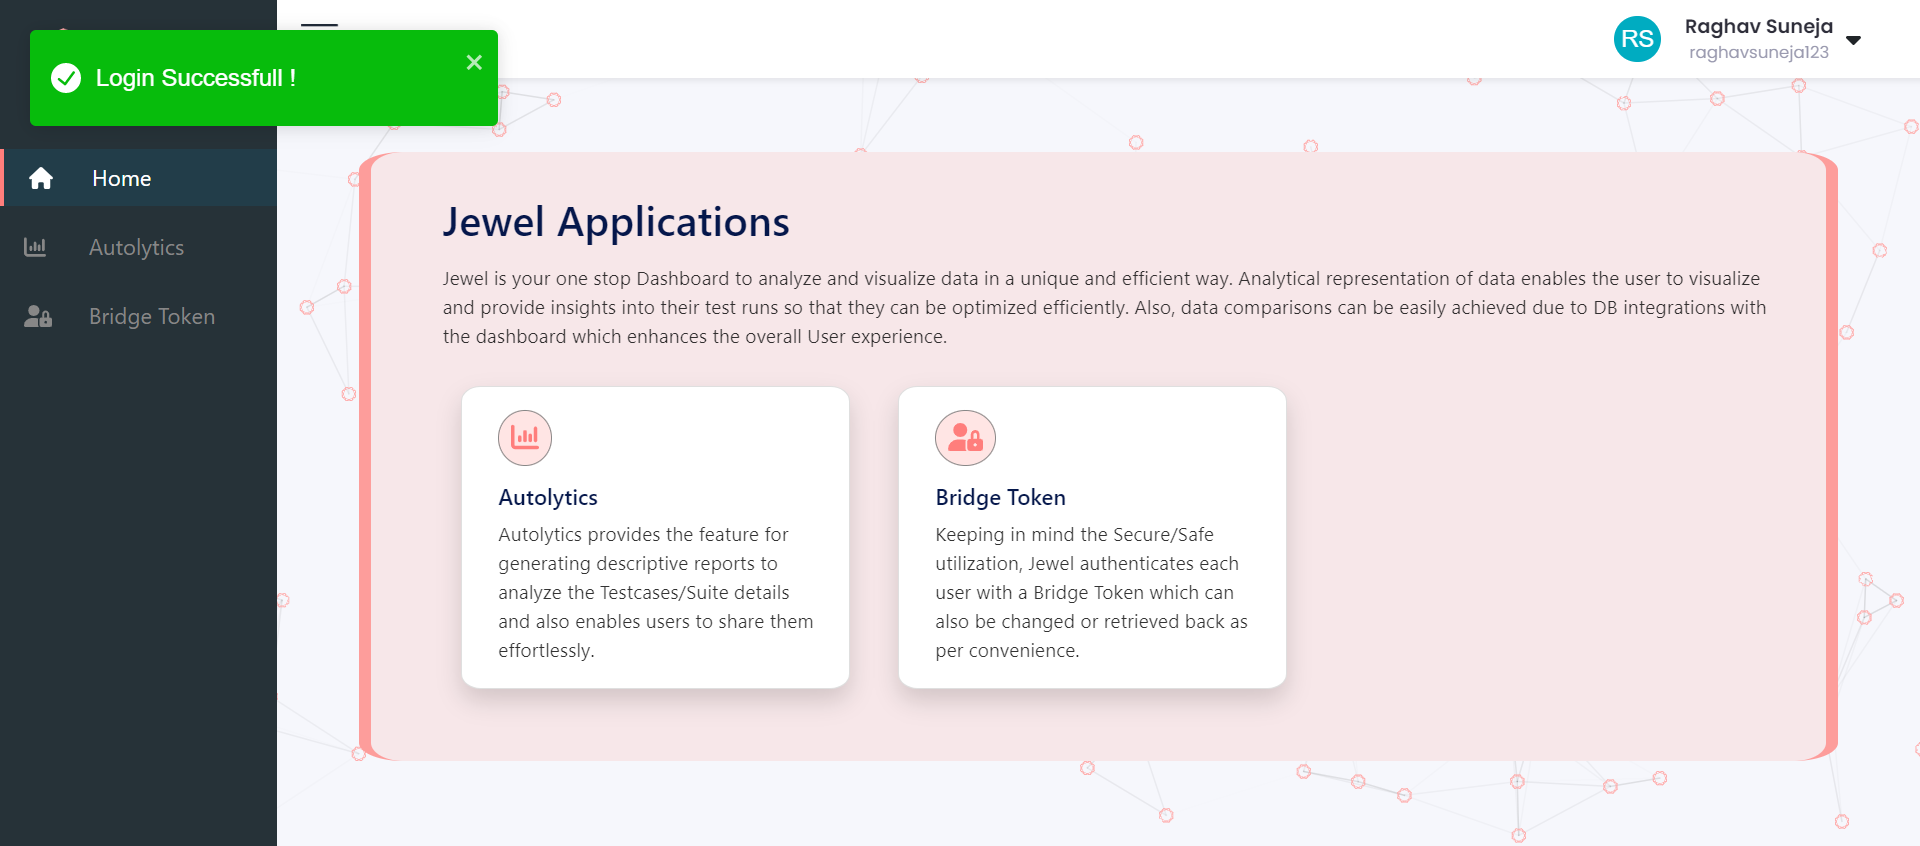 Login Successfull !
RS
Raghav Suneja
raghavsuneja123
Home
Autolytics
Bridge Token
Jewel Applications
Jewel is your one stop Dashboard to analyze and visualize data in a unique and efficient way. Analytical representation of data enables the user to visualize
and provide insights into their test runs so that they can be optimized efficiently. Also, data comparisons can be easily achieved due to DB integrations with
the dashboard which enhances the overall User experience.
Autolytics
Autolytics provides the feature for
generating descriptive reports to
analyze the Testcases/Suite details
and also enables users to share them
effortlessly.
Bridge Token
Keeping in mind the Secure/Safe
utilization, Jewel authenticates each
user with a Bridge Token which can
also be changed or retrieved back as
per convenience.